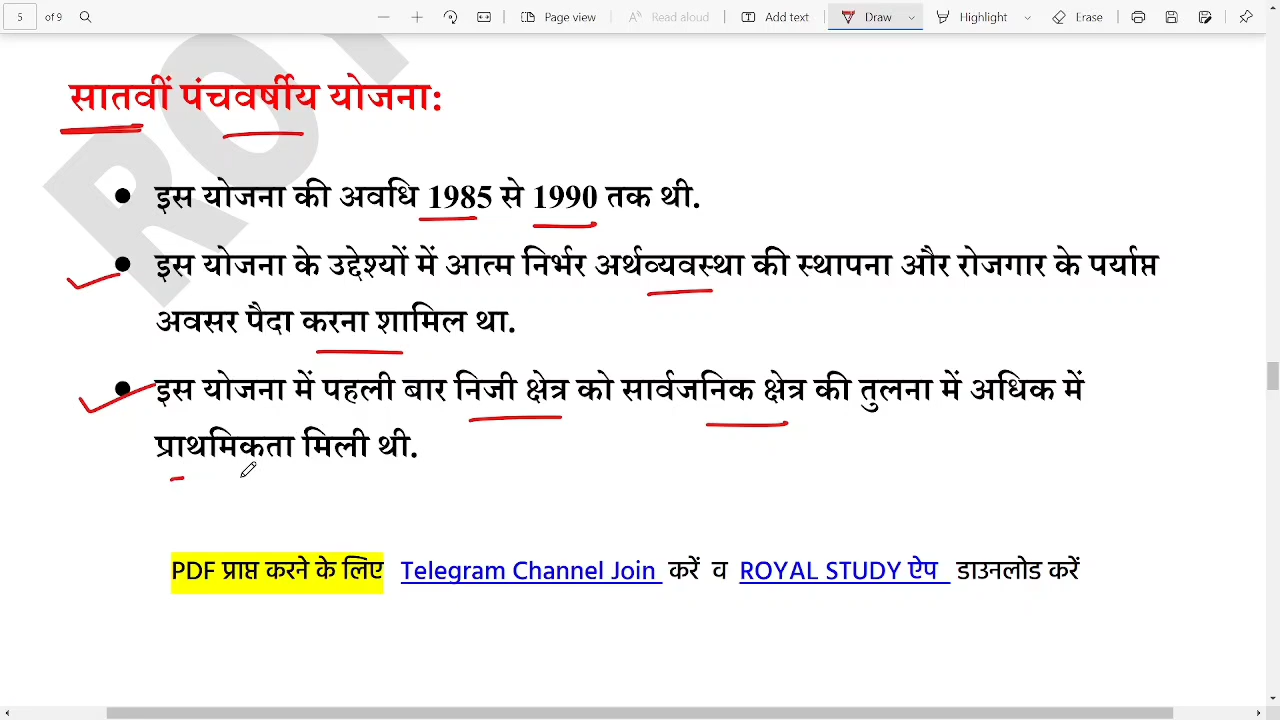 5 of 9 Page view Read aloud Add text Draw Highlight Erase
सातवीं पंचवर्षीय योजना:
• इस योजना की अवधि 1985 से 1990 तक थी.
• इस योजना के उद्देश्यों में आत्म निर्भर अर्थव्यवस्था की स्थापना और रोजगार के पर्याप्त
अवसर पैदा करना शामिल था.
• इस योजना में पहली बार निजी क्षेत्र को सार्वजनिक क्षेत्र की तुलना में अधिक में
प्राथमिकता मिली थी.
PDF प्राप्त करने के लिए Telegram Channel Join करें व ROYAL STUDY ऐप डाउनलोड करें